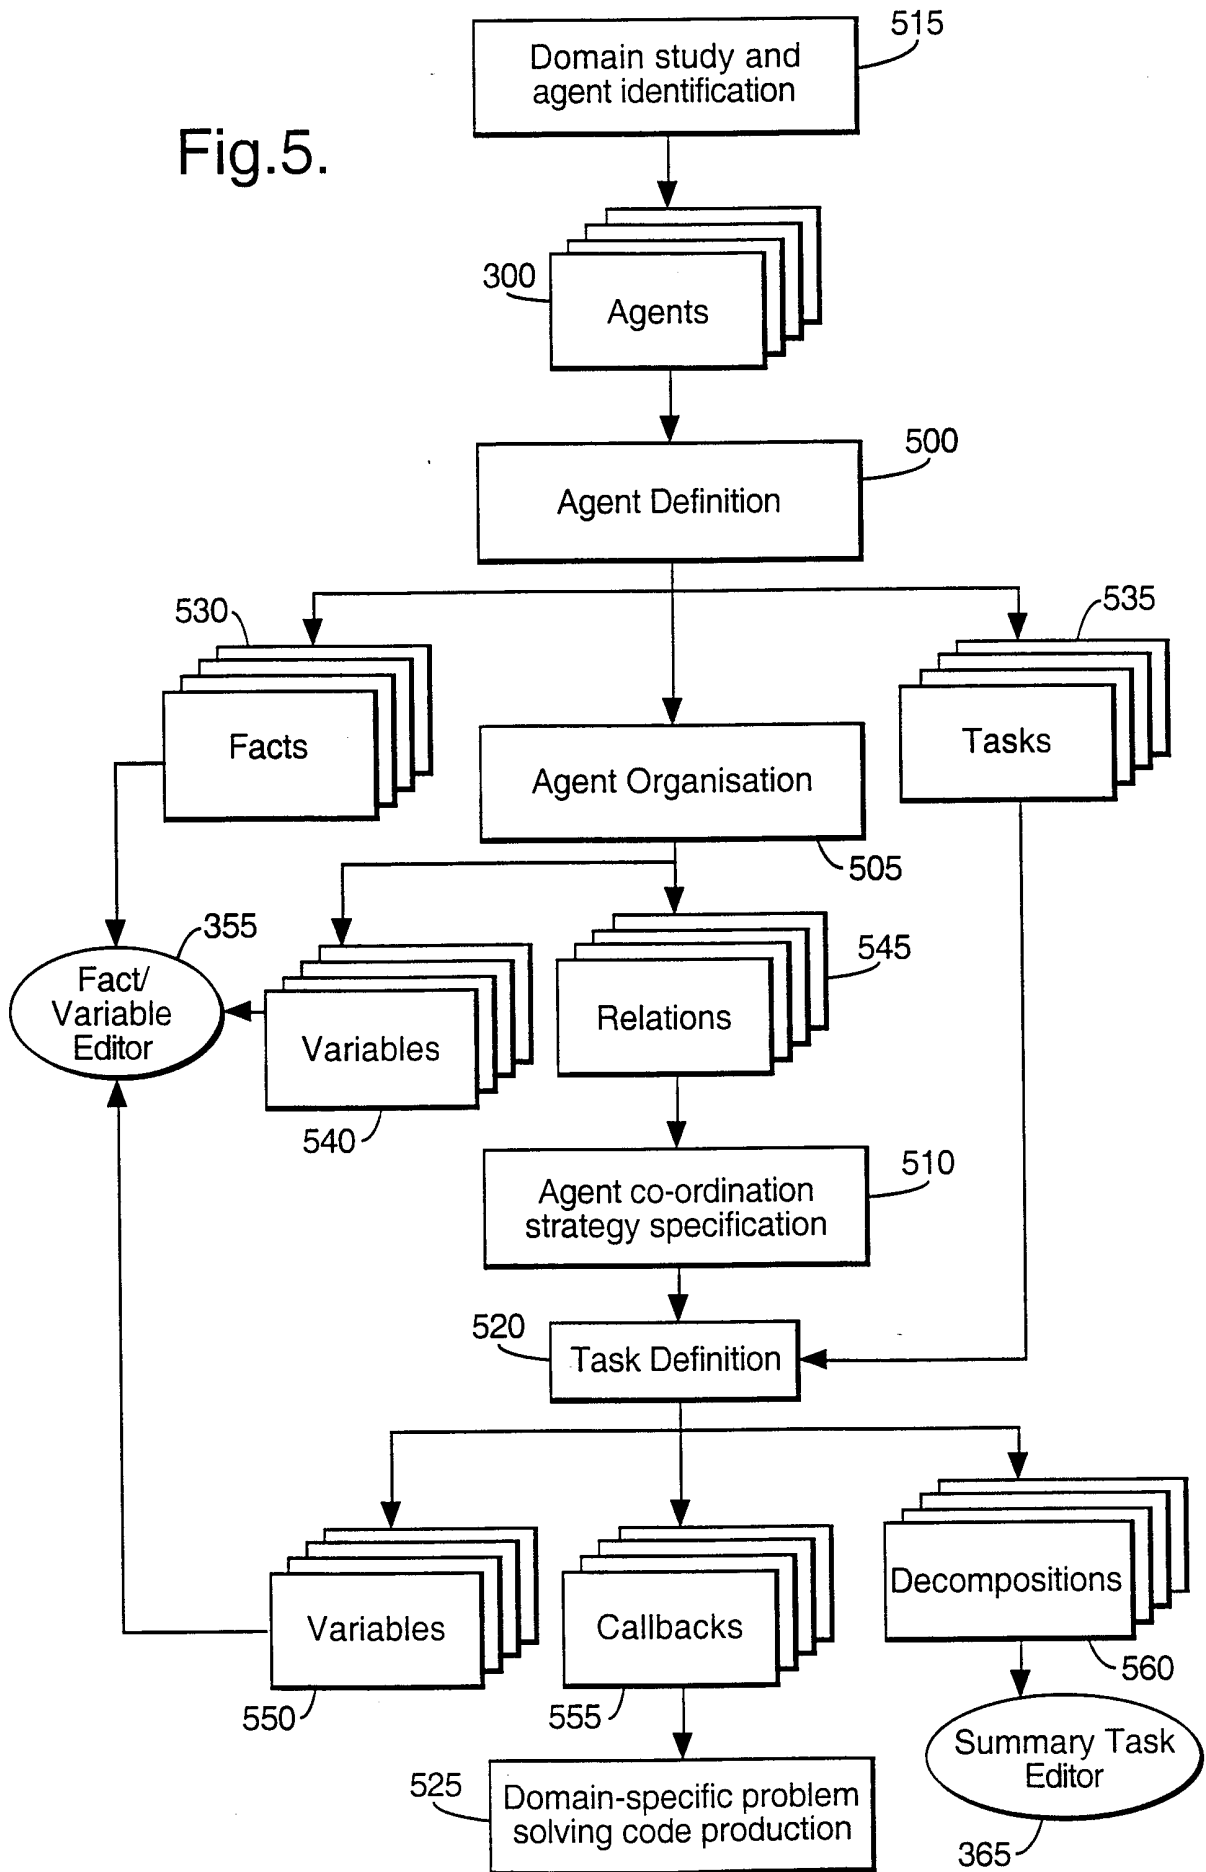 515
Domain study and
agent identification
Fig.5.
300
Agents
500
Agent Definition
530
535
Facts
Tasks
Agent Organisation
505
355
Fact/
Variable
Editor
545
Relations
Variables
540
510
Agent co-ordination
strategy specification
520
Task Definition
Decompositions
Variables
Callbacks
560
550
555
Summary Task
Editor
525
Domain-specific problem
solving code production
365